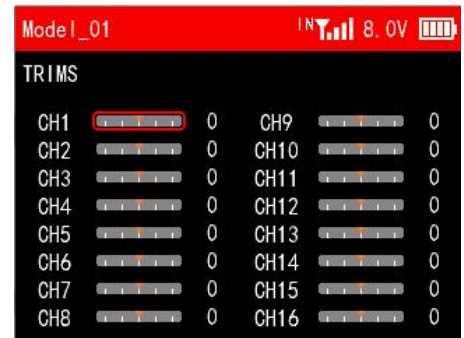 Model_01 IN 8.0V
TRIMS
CH1 0 CH9 0
CH2 0 CH10 0
CH3 0 CH11 0
CH4 0 CH12 0
CH5 0 CH13 0
CH6 0 CH14 0
CH7 0 CH15 0
CH8 0 CH16 0